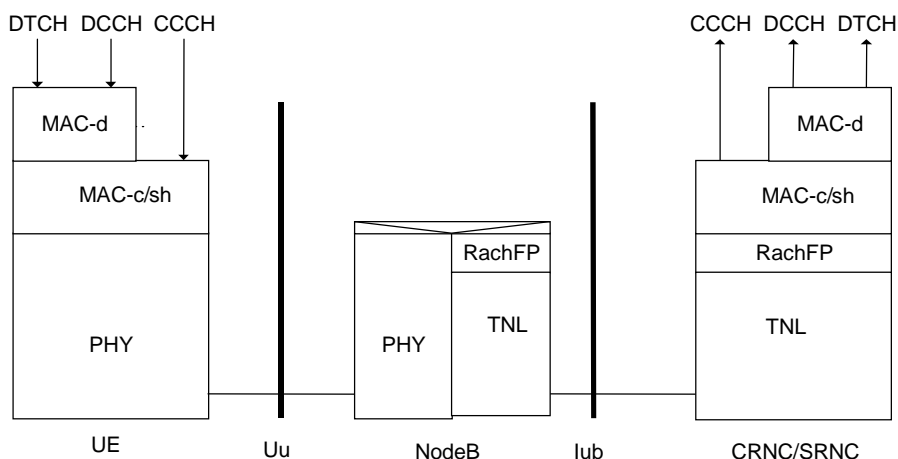 DTCH DCCH CCCH
CCCH DCCH DTCH
MAC-d
MAC-d
MAC-c/sh
MAC-c/sh
RachFP
RachFP
PHY
PHY
TNL
TNL
UE
Uu
NodeB
Iub
CRNC/SRNC